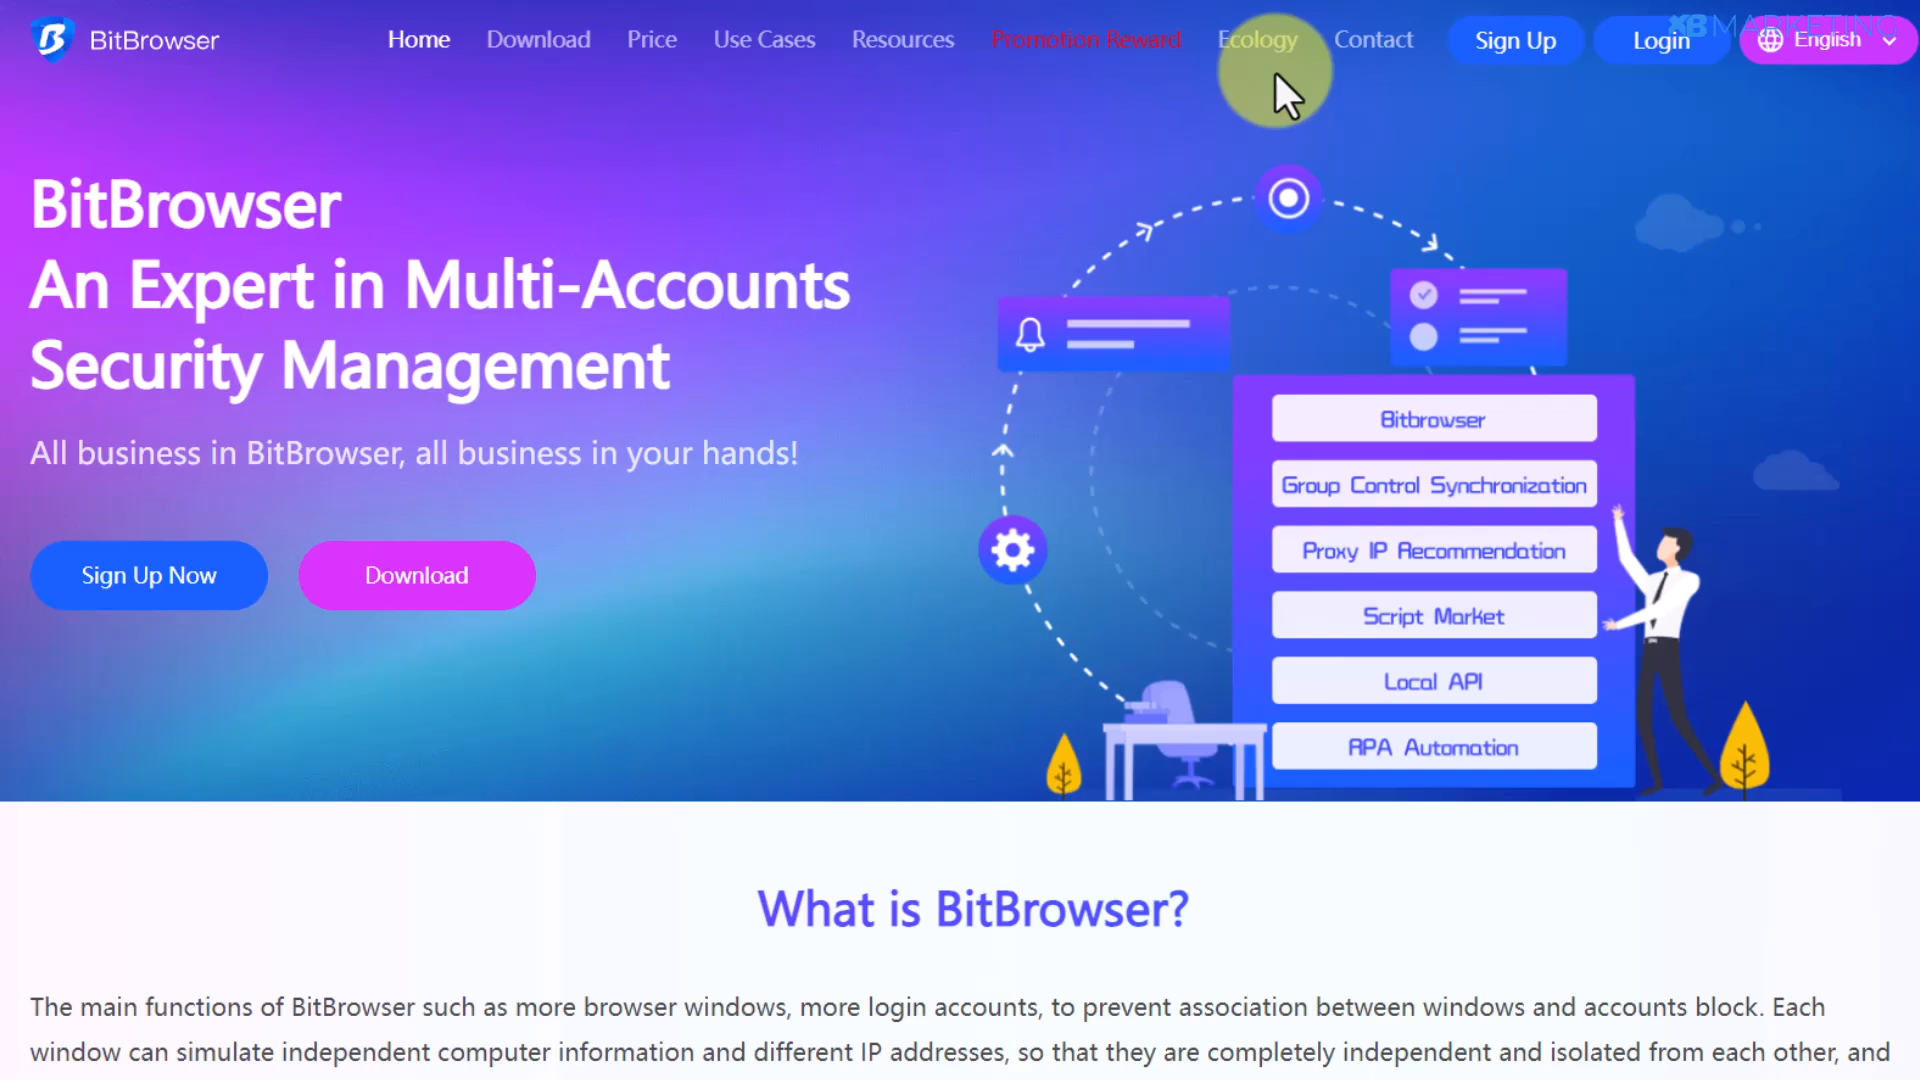 BitBrowser
Home
Download
Price
Use Cases
Resources
Promotion Reward
Ecology
Contact
Sign Up
Login
English
XBMARKETING
BitBrowser
An Expert in Multi-Accounts
Security Management
All business in BitBrowser, all business in your hands!
Sign Up Now
Download
Bitbrowser
Group Control Synchronization
Proxy IP Recommendation
Script Market
Local API
RPA Automation
What is BitBrowser?
The main functions of BitBrowser such as more browser windows, more login accounts, to prevent association between windows and accounts block. Each
window can simulate independent computer information and different IP addresses, so that they are completely independent and isolated from each other, and